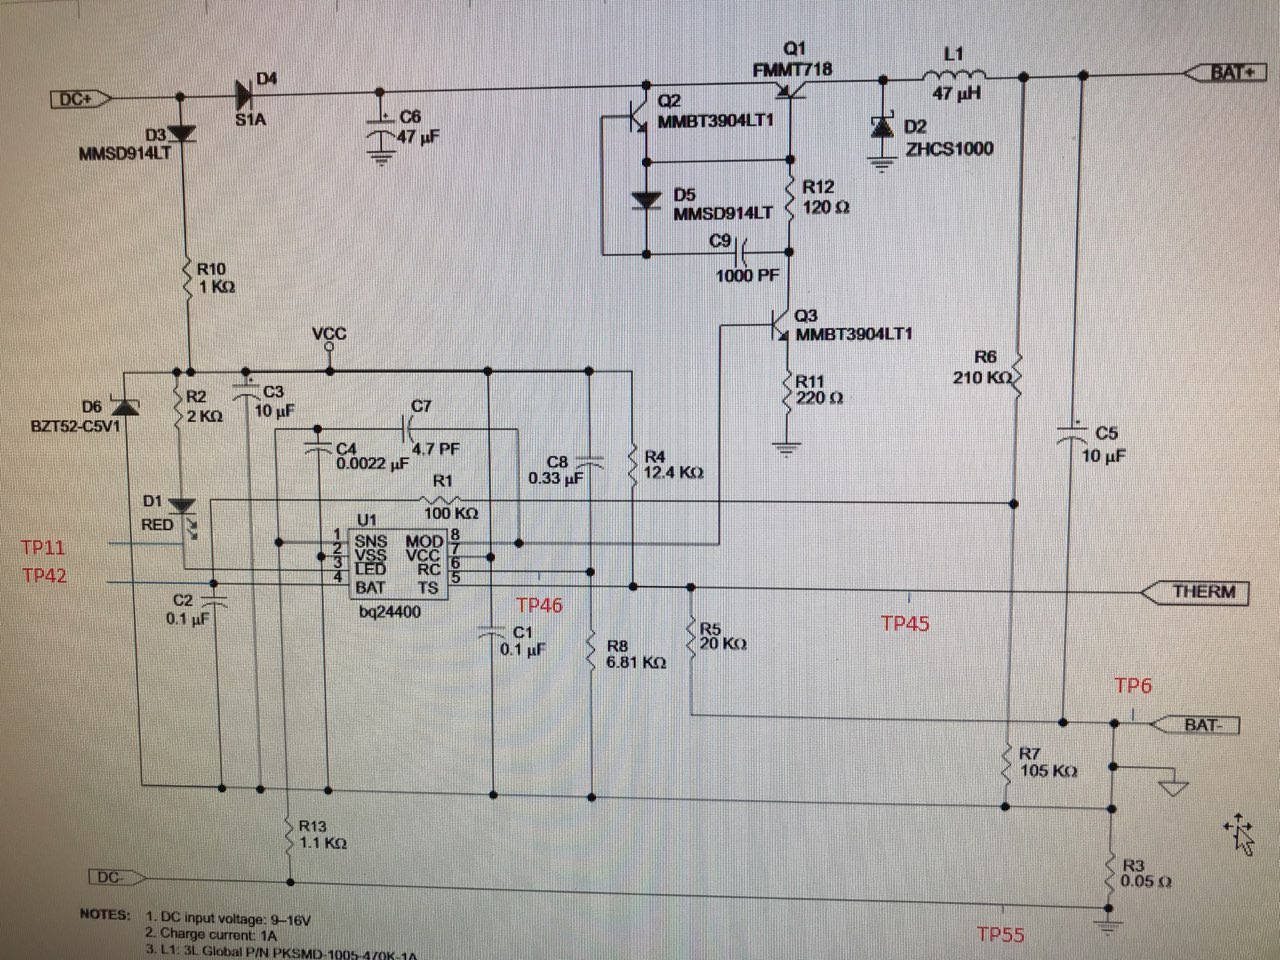 Q1
FMMT718
L1
47 µH
DC+
D4
S1A
BAT+
C6
47 µF
Q2
MMBT3904LT1
D2
ZHCS1000
D3
MMSD914LT
D5
MMSD914LT
R12
120 Ω
C9
1000 PF
R10
1 KΩ
Q3
MMBT3904LT1
VCC
R6
210 KΩ
R11
220 Ω
D6
BZT52-C5V1
R2
2 KΩ
C3
10 µF
C7
4.7 PF
C4
0.0022 µF
C8
0.33 µF
R4
12.4 KΩ
C5
10 µF
R1
100 KΩ
D1
RED
U1
1 SNS MOD 8
2 VSS VCC 7
3 LED RC 6
4 BAT TS 5
bq24400
TP11
TP42
TP46
TP45
THERM
C2
0.1 µF
C1
0.1 µF
R8
6.81 KΩ
R5
20 KΩ
TP6
BAT-
R7
105 KΩ
R13
1.1 KΩ
R3
0.05 Ω
DC-
TP55
NOTES: 1. DC input voltage: 9–16V
2. Charge current: 1A
3. L1: 3L Global P/N PKSMD-1005-470K-1A